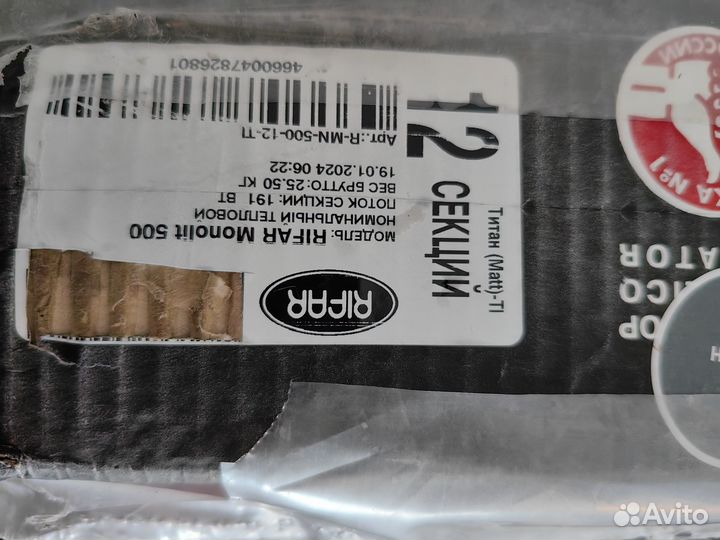 RIFAR
МОДЕЛЬ: RIFAR Monolit 500
НОМИНАЛЬНЫЙ ТЕПЛОВОЙ
ПОТОК СЕКЦИИ: 191 ВТ
ВЕС БРУТТО: 25.50 КГ
19.01.2024 06:22
Арт.:R-MN-500-12-TI
4660047826801
12 СЕКЦИЙ
Титан (Matt)-TI
№1
Avito